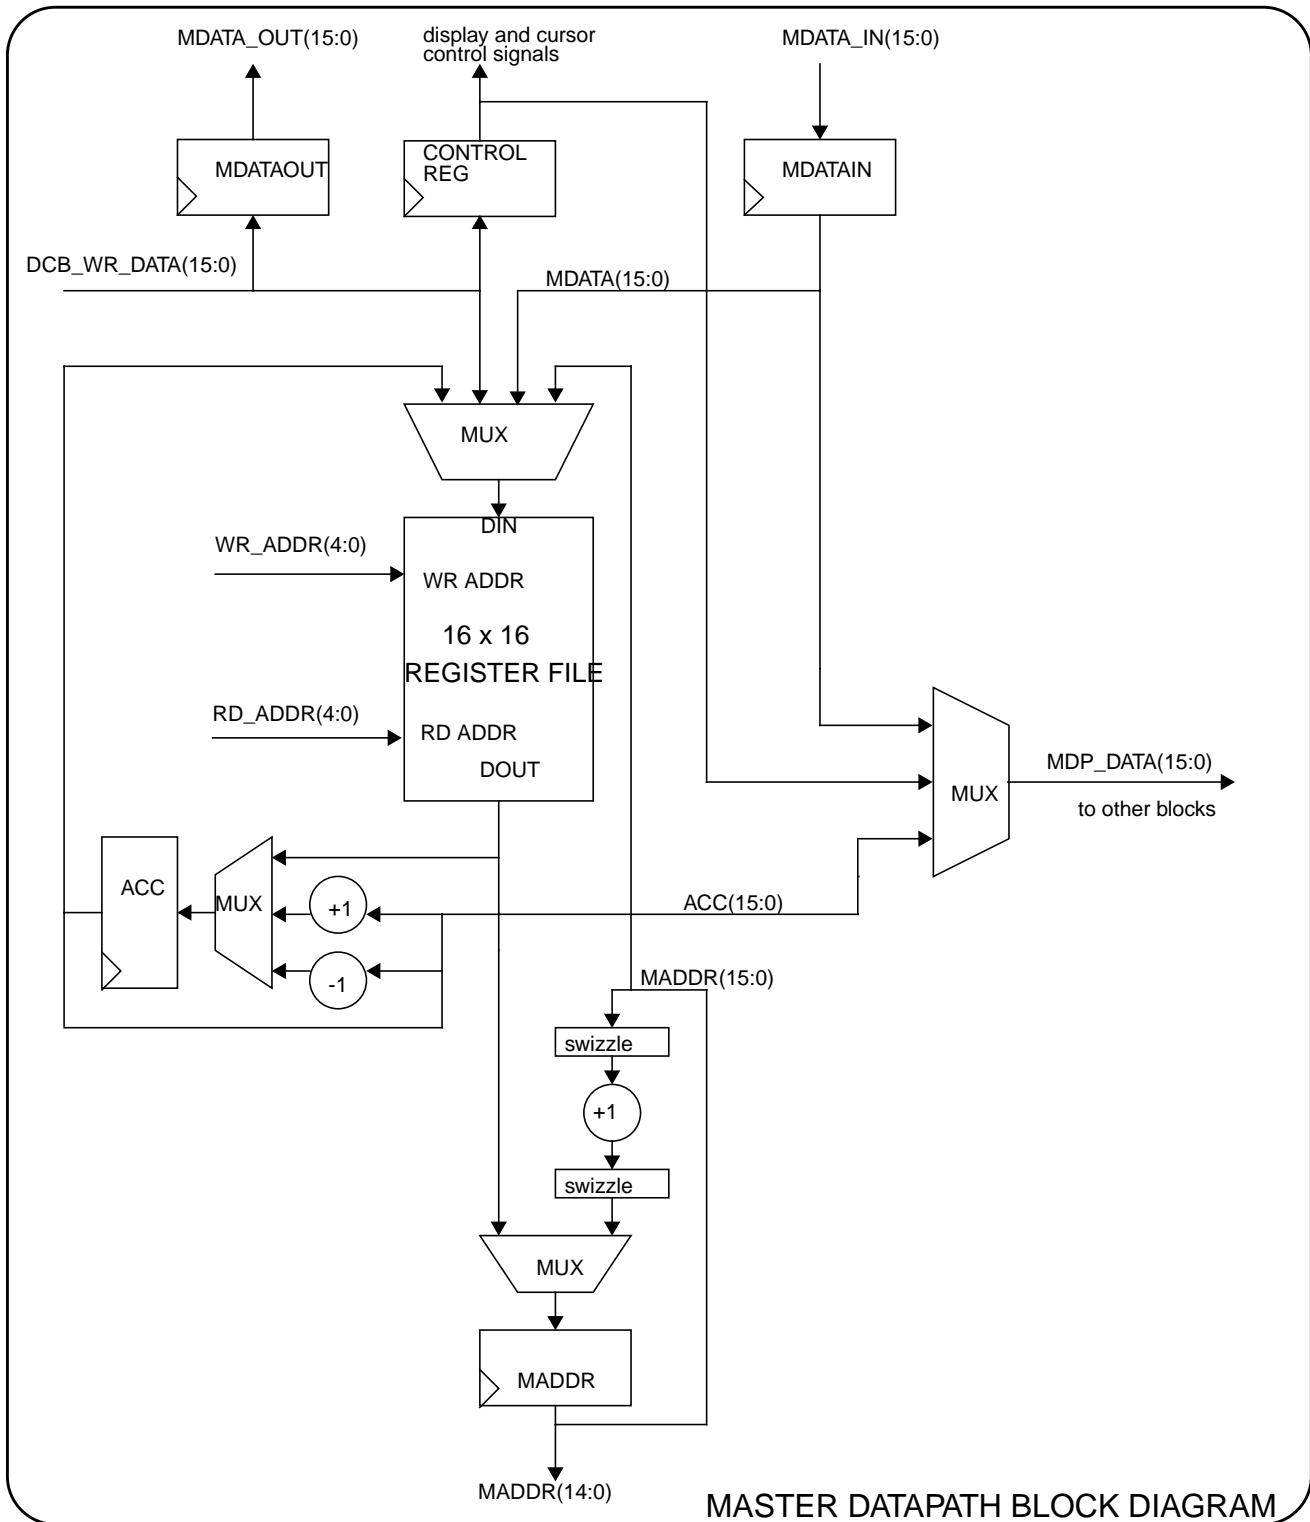 MDATA_OUT(15:0)
display and cursor
control signals
MDATA_IN(15:0)
MDATAOUT
CONTROL
REG
MDATAIN
DCB_WR_DATA(15:0)
MDATA(15:0)
MUX
DIN
WR_ADDR(4:0)
WR ADDR
16 x 16
REGISTER FILE
RD_ADDR(4:0)
RD ADDR
DOUT
MDP_DATA(15:0)
MUX
to other blocks
ACC
MUX
+1
ACC(15:0)
-1
MADDR(15:0)
swizzle
+1
swizzle
MUX
MADDR
MADDR(14:0)
MASTER DATAPATH BLOCK DIAGRAM